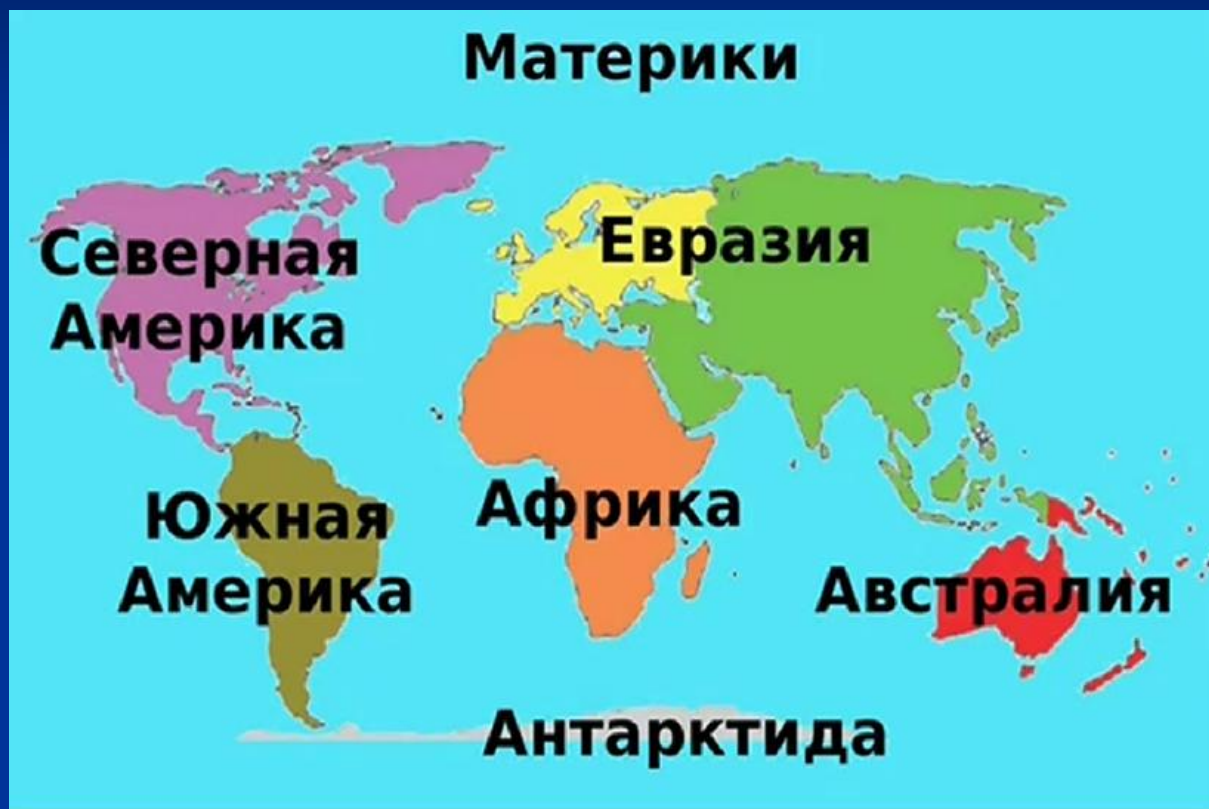 Материки
Северная
Америка
Евразия
Южная
Америка
Африка
Австралия
Антарктида